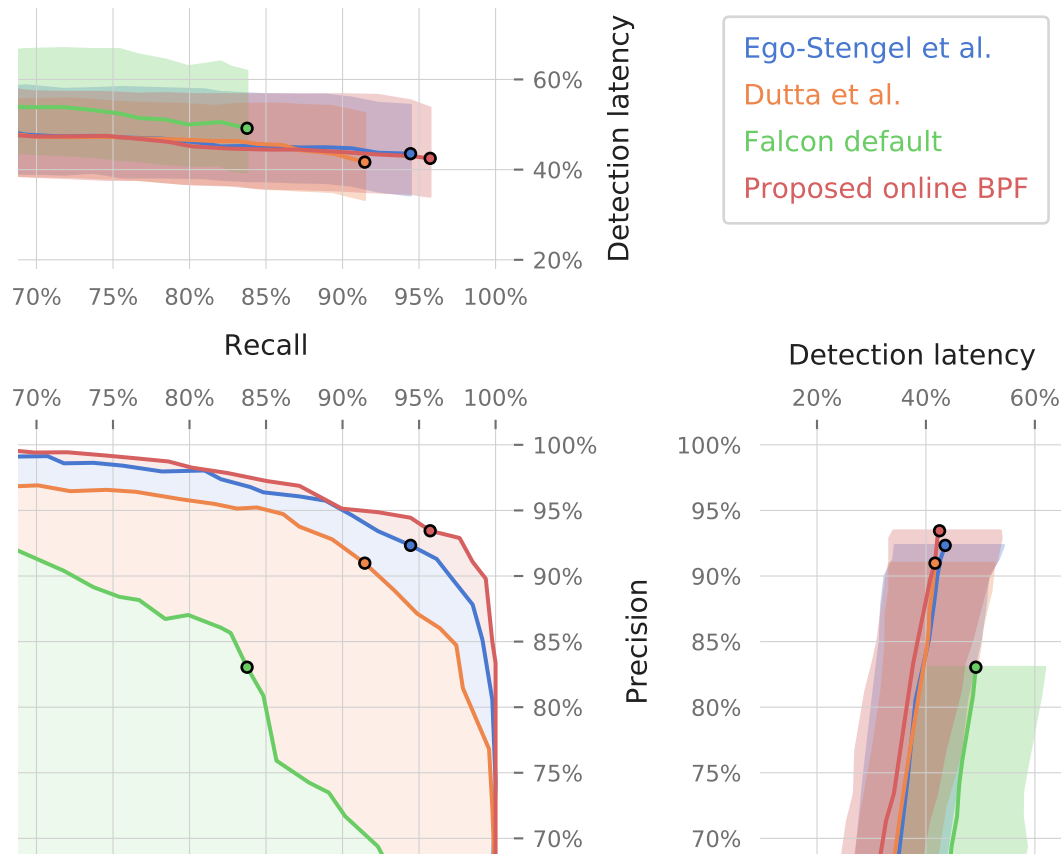 Detection latency
60%
40%
20%
70% 75% 80% 85% 90% 95% 100%
Recall
Ego-Stengel et al.
Dutta et al.
Falcon default
Proposed online BPF
70% 75% 80% 85% 90% 95% 100%
100%
95%
90%
85%
80%
75%
70%
Precision
Detection latency
20% 40% 60%
100%
95%
90%
85%
80%
75%
70%